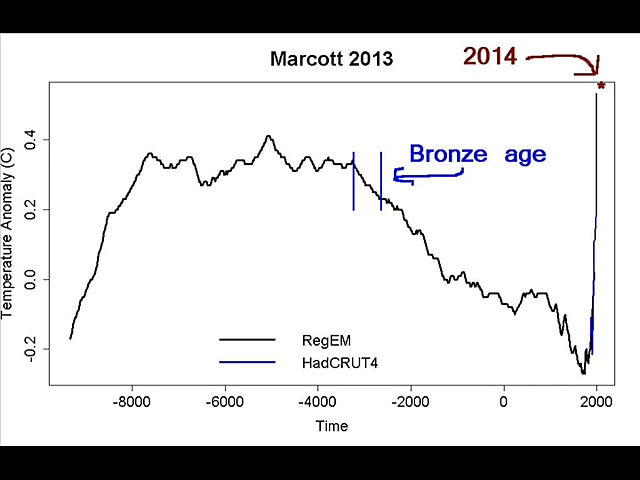 Marcott 2013
2014
*
Bronze age
Temperature Anomaly (C)
0.4
0.2
0.0
-0.2
RegEM
HadCRUT4
-8000
-6000
-4000
-2000
0
2000
Time